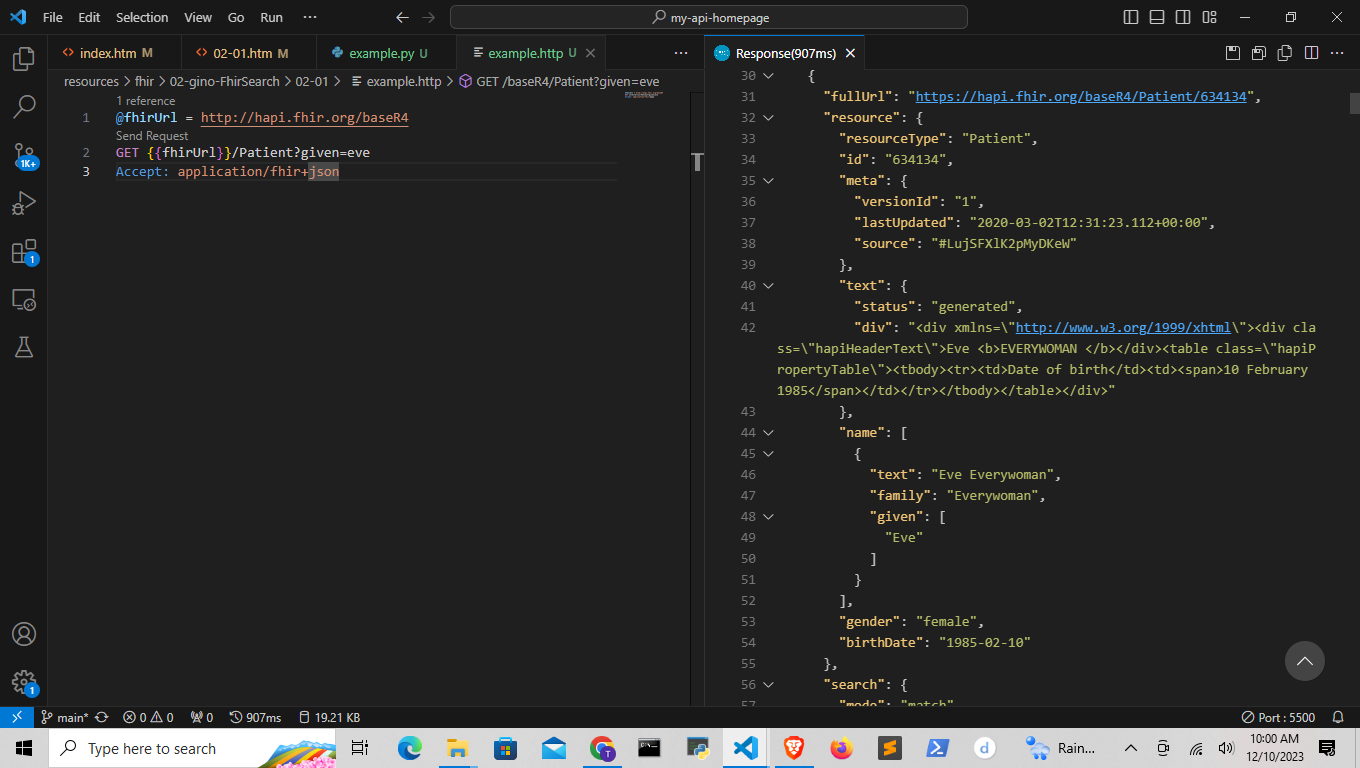 File Edit Selection View Go Run ··· my-api-homepage
index.htm M 02-01.htm M example.py U example.http U
resources > fhir > 02-gino-FhirSearch > 02-01 > example.http > GET /baseR4/Patient?given=eve
1 reference
1 @fhirUrl = http://hapi.fhir.org/baseR4
Send Request
2 GET {{fhirUrl}}/Patient?given=eve
3 Accept: application/fhir+json
1K+
1
1
Response(907ms)
30 {
31 "fullUrl": "https://hapi.fhir.org/baseR4/Patient/634134",
32 "resource": {
33 "resourceType": "Patient",
34 "id": "634134",
35 "meta": {
36 "versionId": "1",
37 "lastUpdated": "2020-03-02T12:31:23.112+00:00",
38 "source": "#LujSFXlK2pMyDKeW"
39 },
40 "text": {
41 "status": "generated",
42 "div": "<div xmlns=\"http://www.w3.org/1999/xhtml\"><div cla
ss=\"hapiHeaderText\">Eve <b>EVERYWOMAN </b></div><table class=\"hapiP
ropertyTable\"><tbody><tr><td>Date of birth</td><td><span>10 February
1985</span></td></tr></tbody></table></div>"
43 },
44 "name": [
45 {
46 "text": "Eve Everywoman",
47 "family": "Everywoman",
48 "given": [
49 "Eve"
50 ]
51 }
52 ],
53 "gender": "female",
54 "birthDate": "1985-02-10"
55 },
56 "search": {
57 "mode": "match"
main* 0 0 0 907ms 19.21 KB Port : 5500
Type here to search
Rain...
10:00 AM
12/10/2023